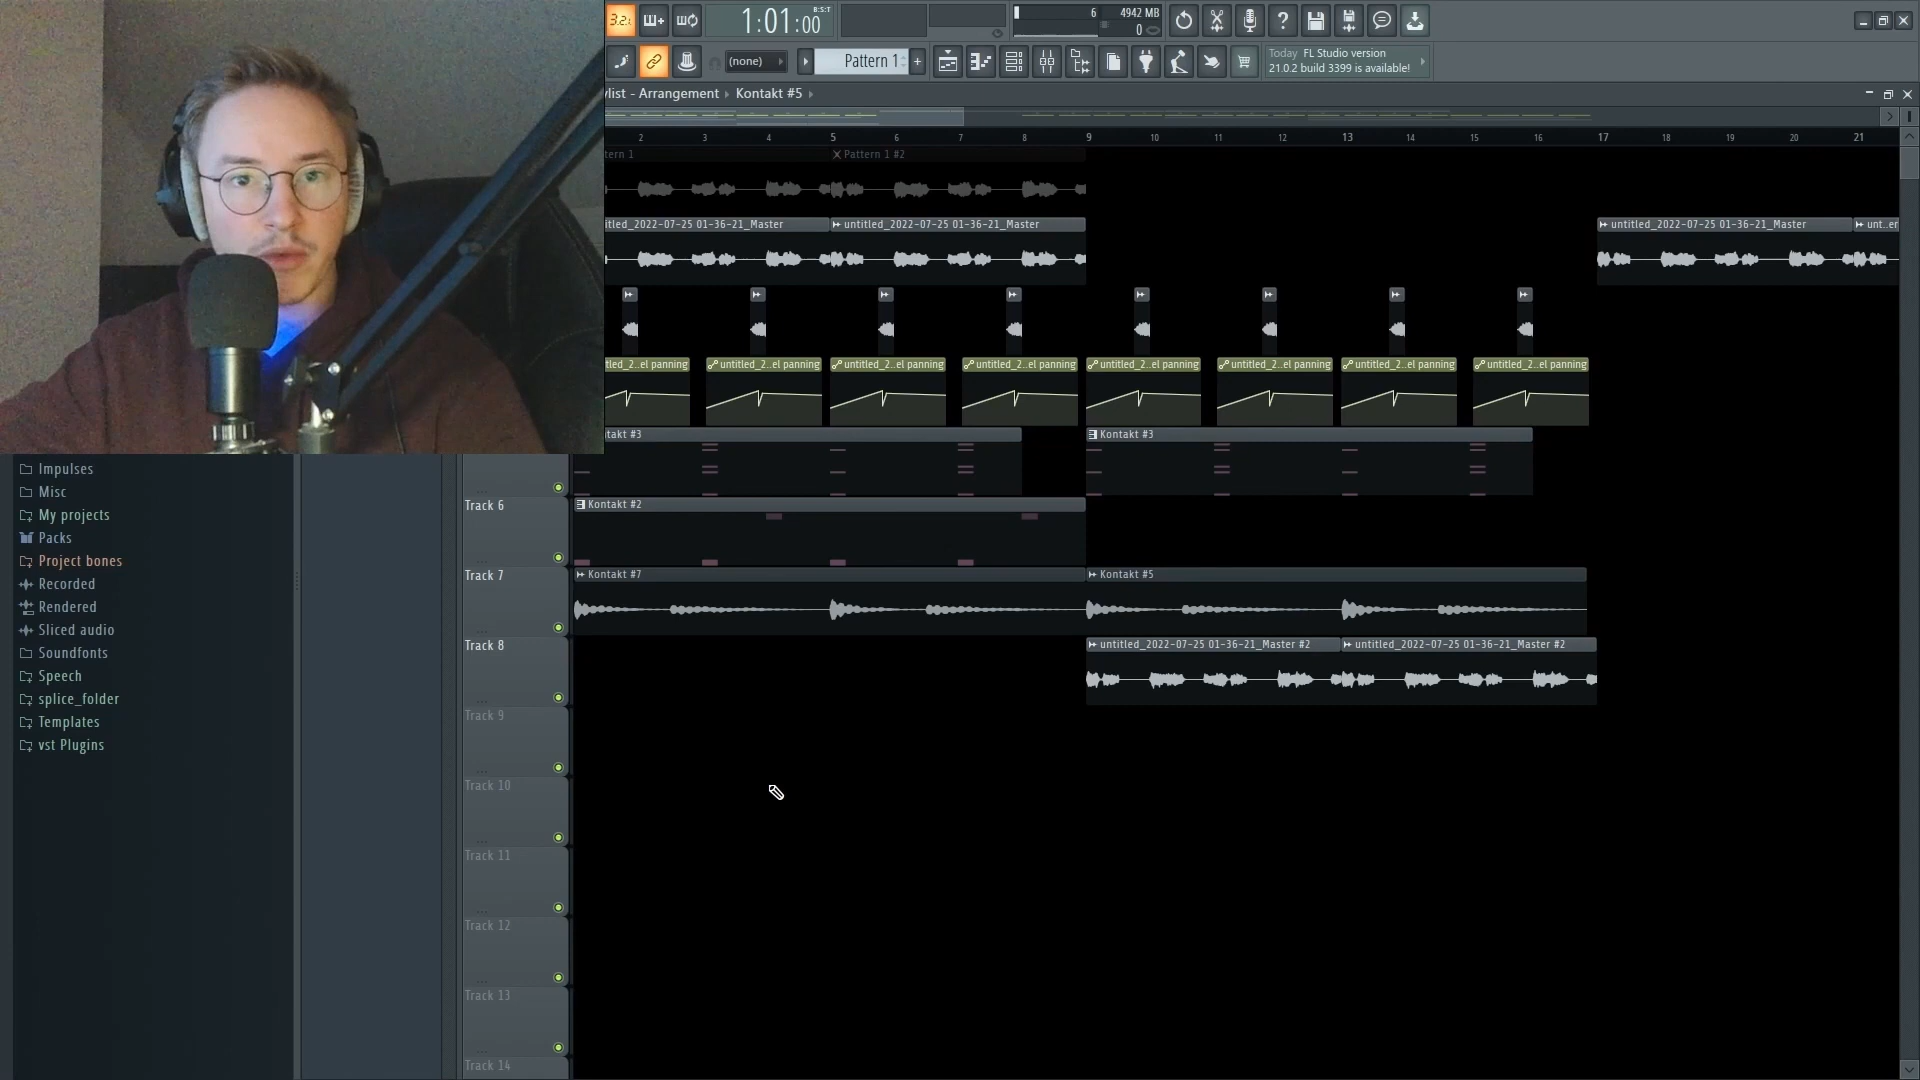 3.2.
1:01:00
B:S:T
6
4942 MB
0
(none)
Pattern 1
Today FL Studio version
21.0.2 build 3399 is available!
ylist - Arrangement
Kontakt #5
2 3 4 5 6 7 8 9 10 11 12 13 14 15 16 17 18 19 20 21
tern 1
Pattern 1 #2
titled_2022-07-25 01-36-21_Master
untitled_2022-07-25 01-36-21_Master
untitled_2022-07-25 01-36-21_Master
unt..er
tled_2..el panning
untitled_2..el panning
untitled_2..el panning
untitled_2..el panning
untitled_2..el panning
untitled_2..el panning
untitled_2..el panning
untitled_2..el panning
takt #3
Kontakt #3
Impulses
Misc
My projects
Packs
Project bones
Recorded
Rendered
Sliced audio
Soundfonts
Speech
splice_folder
Templates
vst Plugins
Track 6
Kontakt #2
Track 7
Kontakt #7
Kontakt #5
Track 8
untitled_2022-07-25 01-36-21_Master #2
untitled_2022-07-25 01-36-21_Master #2
Track 9
Track 10
Track 11
Track 12
Track 13
Track 14